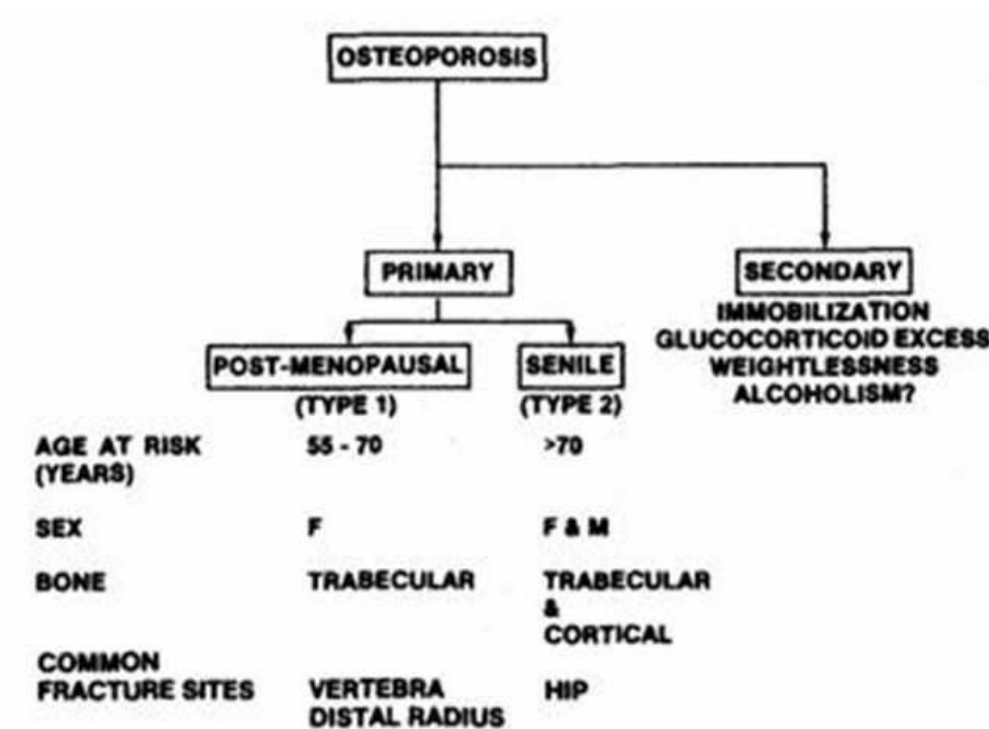 OSTEOPOROSIS
PRIMARY
SECONDARY
IMMOBILIZATION
GLUCOCORTICOID EXCESS
WEIGHTLESSNESS
ALCOHOLISM?
POST-MENOPAUSAL
SENILE
(TYPE 1)
(TYPE 2)
AGE AT RISK
(YEARS)
55 - 70
>70
SEX
F
F & M
BONE
TRABECULAR
TRABECULAR
&
CORTICAL
COMMON
FRACTURE SITES
VERTEBRA
DISTAL RADIUS
HIP